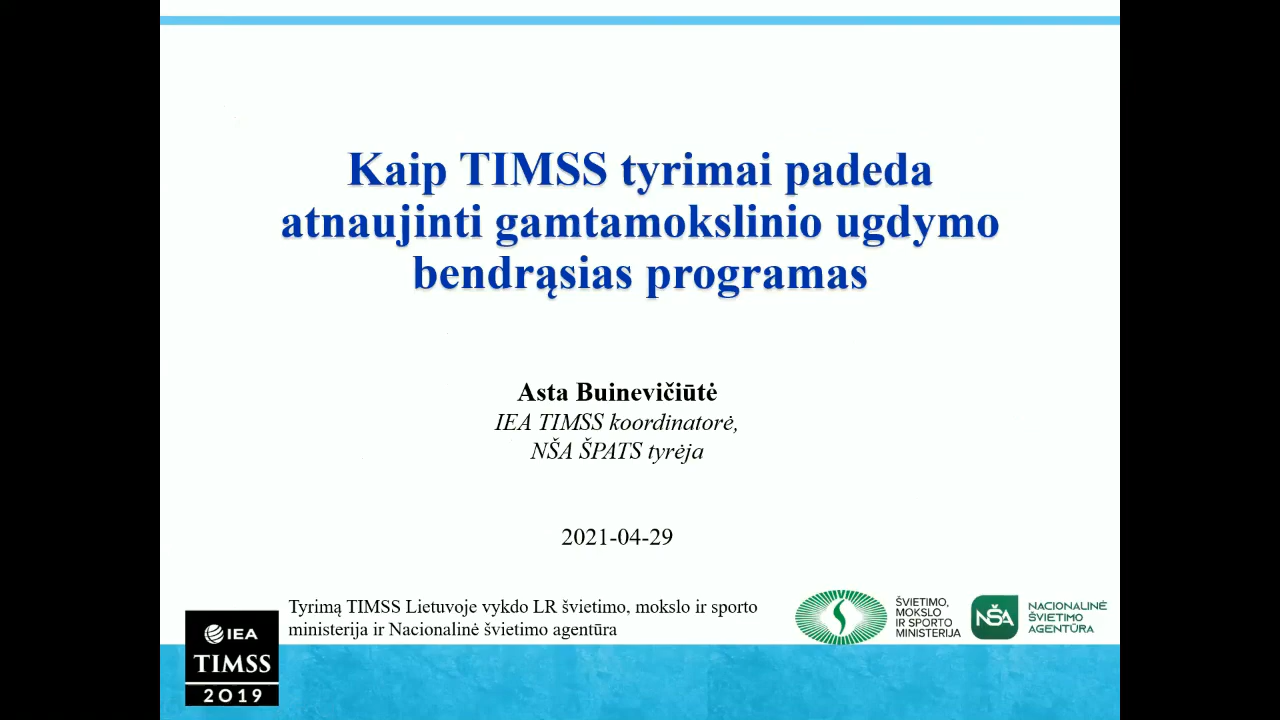 Kaip TIMSS tyrimai padeda
atnaujinti gamtamokslinio ugdymo
bendrąsias programas
Asta Buinevičiūtė
IEA TIMSS koordinatorė,
NŠA ŠPATS tyrėja
2021-04-29
Tyrimą TIMSS Lietuvoje vykdo LR švietimo, mokslo ir sporto
ministerija ir Nacionalinė švietimo agentūra
IEA
TIMSS
2019
ŠVIETIMO,
MOKSLO
IR SPORTO
MINISTERIJA
NŠA
NACIONALINĖ
ŠVIETIMO
AGENTŪRA